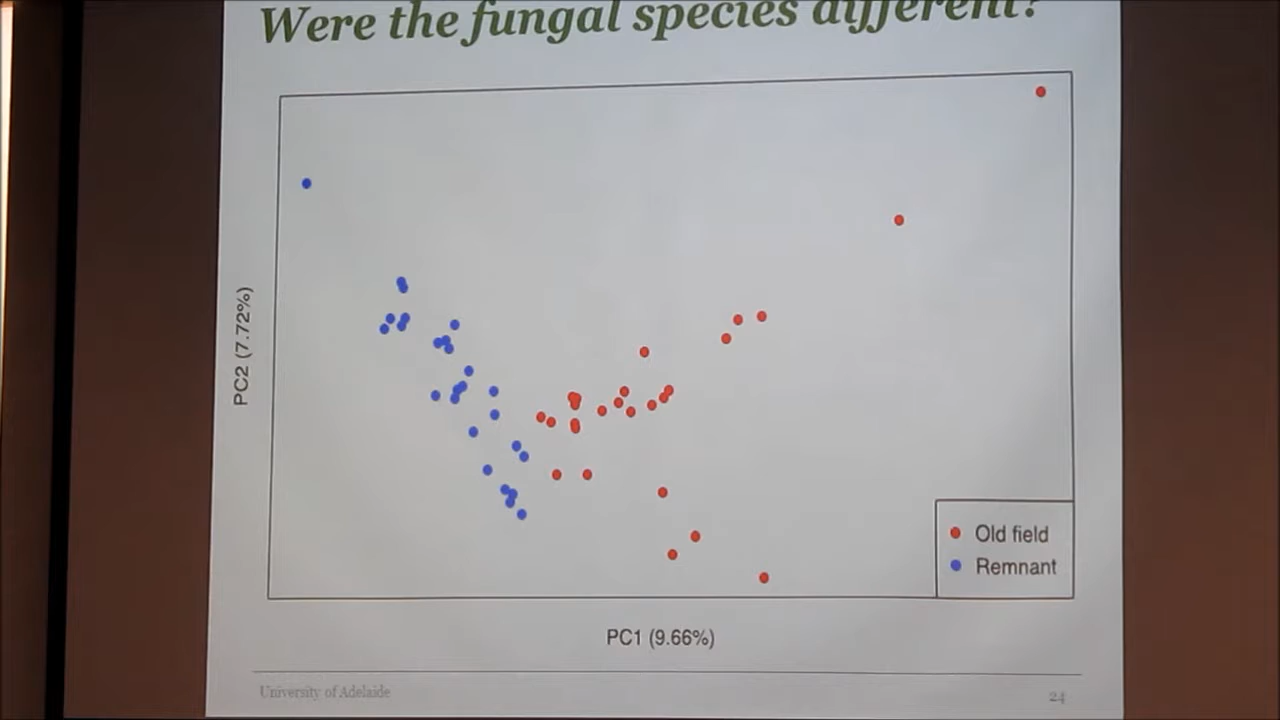 Were the fungal species different?
PC2 (7.72%)
Old field
Remnant
PC1 (9.66%)
University of Adelaide
24